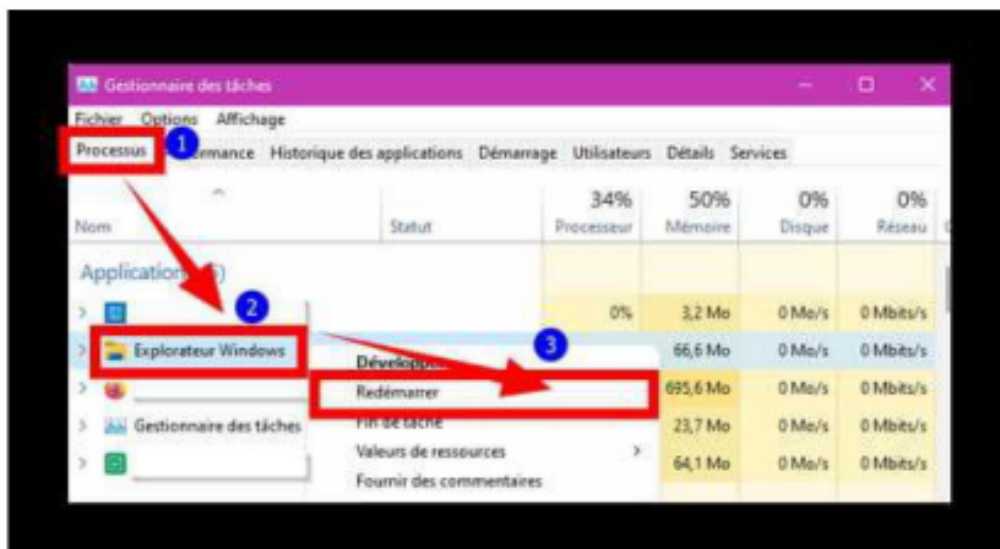 Gestionnaire des tâches
Fichier Options Affichage
Processus 1 Historique des applications Démarrage Utilisateurs Détails Services
34% 50% 0% 0%
Nom Statut Processeur Mémoire Disque Réseau
2
0% 3,2 Mo 0 Mo/s 0 Mbits/s
3
Explorateur Windows 66,6 Mo 0 Mo/s 0 Mbits/s
Redémarrer
695,6 Mo 0 Mo/s 0 Mbits/s
Gestionnaire des tâches Fin de tâche 23,7 Mo 0 Mo/s 0 Mbits/s
Valeurs de ressources
64,1 Mo 0 Mo/s 0 Mbits/s
Fournir des commentaires